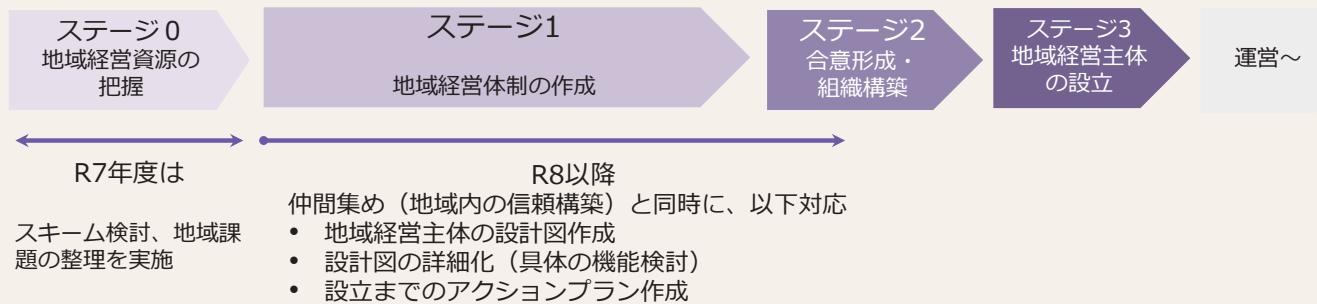 ステージ０
地域経営資源の
把握
ステージ1
地域経営体制の作成
ステージ2
合意形成・
組織構築
ステージ3
地域経営主体
の設立
運営～
R7年度は
スキーム検討、地域課
題の整理を実施
R8以降
仲間集め（地域内の信頼構築）と同時に、以下対応
• 地域経営主体の設計図作成
• 設計図の詳細化（具体の機能検討）
• 設立までのアクションプラン作成